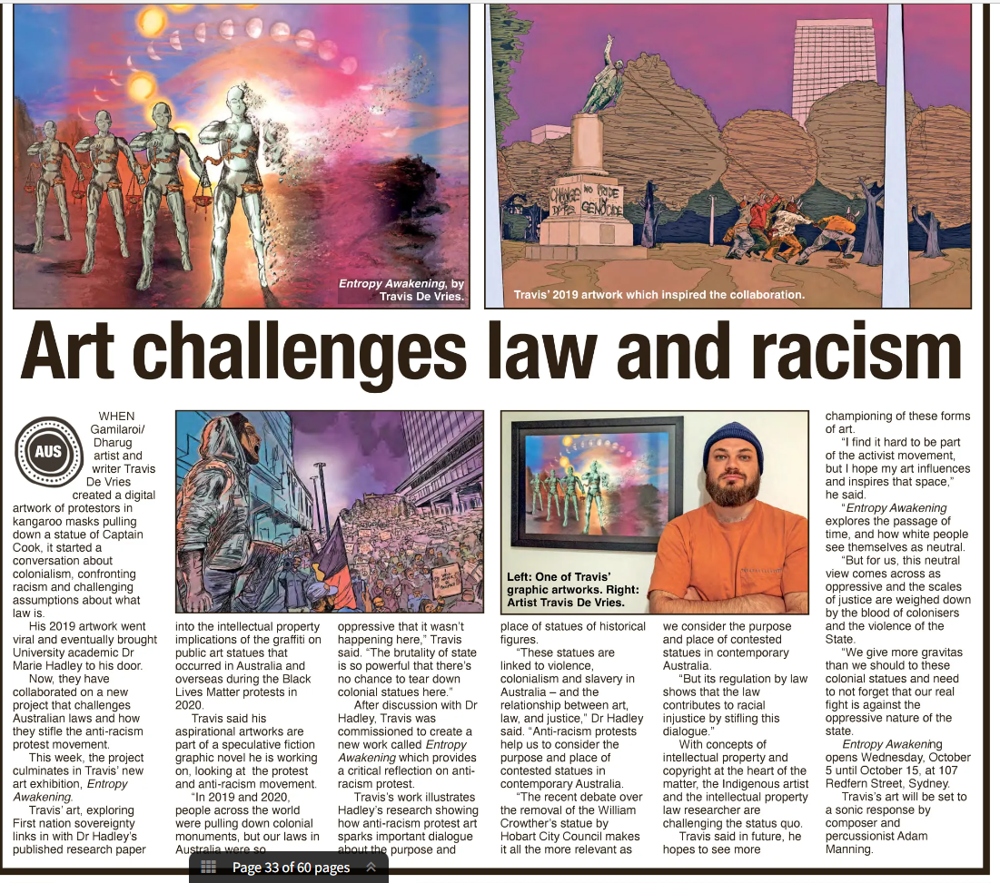 Entropy Awakening, by
Travis De Vries.
CHANGE
NO PRIDE
IN
GENOCIDE
Travis' 2019 artwork which inspired the collaboration.
Art challenges law and racism
AUS
WHEN
Gamilaroi/
Dharug
artist and
writer Travis
De Vries
created a digital
artwork of protestors in
kangaroo masks pulling
down a statue of Captain
Cook, it started a
conversation about
colonialism, confronting
racism and challenging
assumptions about what
law is.
His 2019 artwork went
viral and eventually brought
University academic Dr
Marie Hadley to his door.
Now, they have
collaborated on a new
project that challenges
Australian laws and how
they stifle the anti-racism
protest movement.
This week, the project
culminates in Travis' new
art exhibition, Entropy
Awakening.
Travis' art, exploring
First nation sovereignty
links in with Dr Hadley's
published research paper
into the intellectual property
implications of the graffiti on
public art statues that
occurred in Australia and
overseas during the Black
Lives Matter protests in
2020.
Travis said his
aspirational artworks are
part of a speculative fiction
graphic novel he is working
on, looking at the protest
and anti-racism movement.
"In 2019 and 2020,
people across the world
were pulling down colonial
monuments, but our laws in
Australia were so
oppressive that it wasn't
happening here," Travis
said. "The brutality of state
is so powerful that there's
no chance to tear down
colonial statues here."
After discussion with Dr
Hadley, Travis was
commissioned to create a
new work called Entropy
Awakening which provides
a critical reflection on anti-
racism protest.
Travis's work illustrates
Hadley's research showing
how anti-racism protest art
sparks important dialogue
about the purpose and
Left: One of Travis'
graphic artworks. Right:
Artist Travis De Vries.
place of statues of historical
figures.
"These statues are
linked to violence,
colonialism and slavery in
Australia – and the
relationship between art,
law, and justice," Dr Hadley
said. "Anti-racism protests
help us to consider the
purpose and place of
contested statues in
contemporary Australia.
"The recent debate over
the removal of the William
Crowther's statue by
Hobart City Council makes
it all the more relevant as
we consider the purpose
and place of contested
statues in contemporary
Australia.
"But its regulation by law
shows that the law
contributes to racial
injustice by stifling this
dialogue."
With concepts of
intellectual property and
copyright at the heart of the
matter, the Indigenous artist
and the intellectual property
law researcher are
challenging the status quo.
Travis said in future, he
hopes to see more
championing of these forms
of art.
"I find it hard to be part
of the activist movement,
but I hope my art influences
and inspires that space,"
he said.
"Entropy Awakening
explores the passage of
time, and how white people
see themselves as neutral.
"But for us, this neutral
view comes across as
oppressive and the scales
of justice are weighed down
by the blood of colonisers
and the violence of the
State.
"We give more gravitas
than we should to these
colonial statues and need
to not forget that our real
fight is against the
oppressive nature of the
state.
Entropy Awakening
opens Wednesday, October
5 until October 15, at 107
Redfern Street, Sydney.
Travis's art will be set to
a sonic response by
composer and
percussionist Adam
Manning.
Page 33 of 60 pages